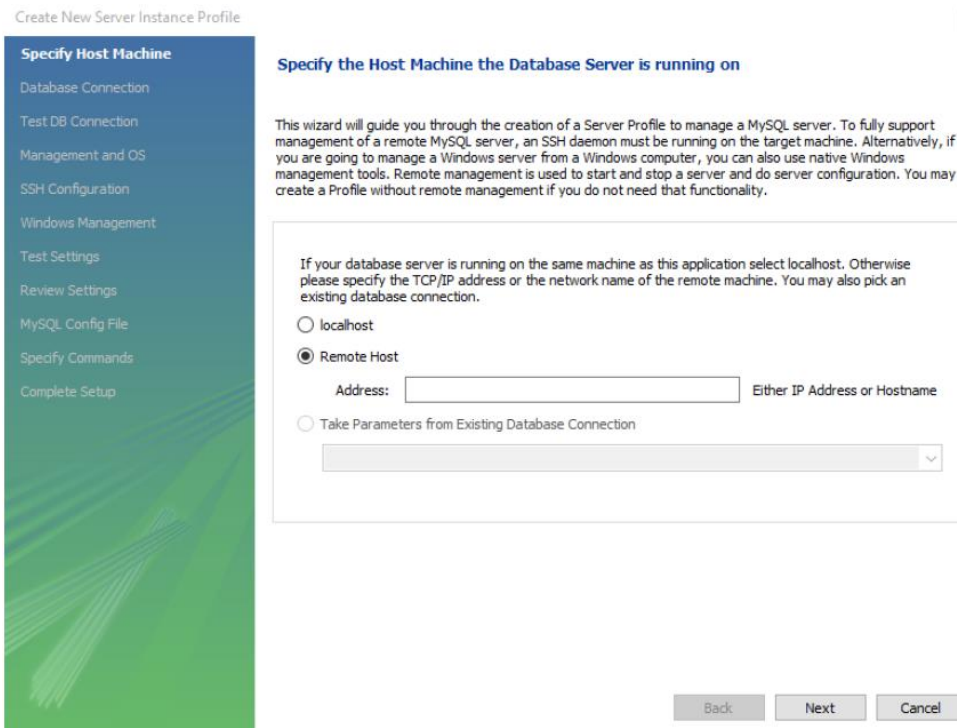 Create New Server Instance Profile
Specify Host Machine
Database Connection
Test DB Connection
Management and OS
SSH Configuration
Windows Management
Test Settings
Review Settings
MySQL Config File
Specify Commands
Complete Setup
Specify the Host Machine the Database Server is running on
This wizard will guide you through the creation of a Server Profile to manage a MySQL server. To fully support
management of a remote MySQL server, an SSH daemon must be running on the target machine. Alternatively, if
you are going to manage a Windows server from a Windows computer, you can also use native Windows
management tools. Remote management is used to start and stop a server and do server configuration. You may
create a Profile without remote management if you do not need that functionality.
If your database server is running on the same machine as this application select localhost. Otherwise
please specify the TCP/IP address or the network name of the remote machine. You may also pick an
existing database connection.
localhost
Remote Host
Address: Either IP Address or Hostname
Take Parameters from Existing Database Connection
Back Next Cancel